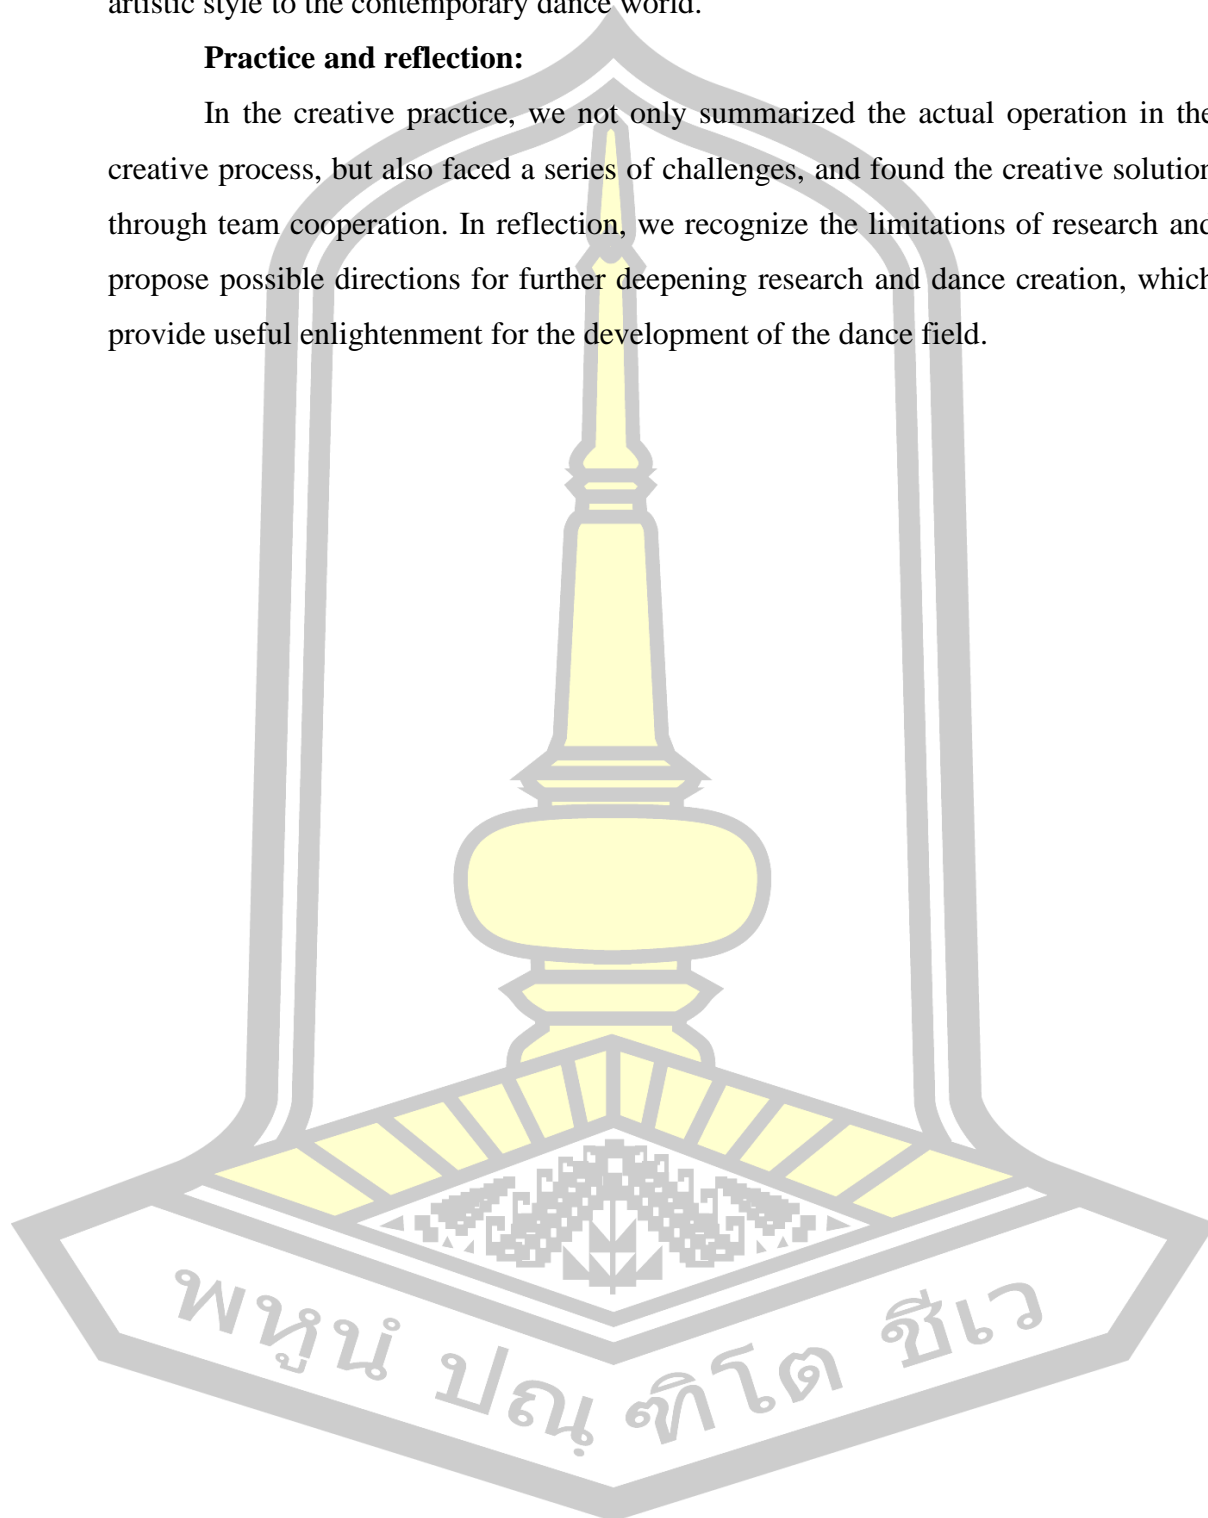 artistic style to the contemporary dance world.
Practice and reflection:
In the creative practice, we not only summarized the actual operation in the
creative process, but also faced a series of challenges, and found the creative solution
through team cooperation. In reflection, we recognize the limitations of research and
propose possible directions for further deepening research and dance creation, which
provide useful enlightenment for the development of the dance field.
พหูนํ ปณฺฑิโต ชีเว